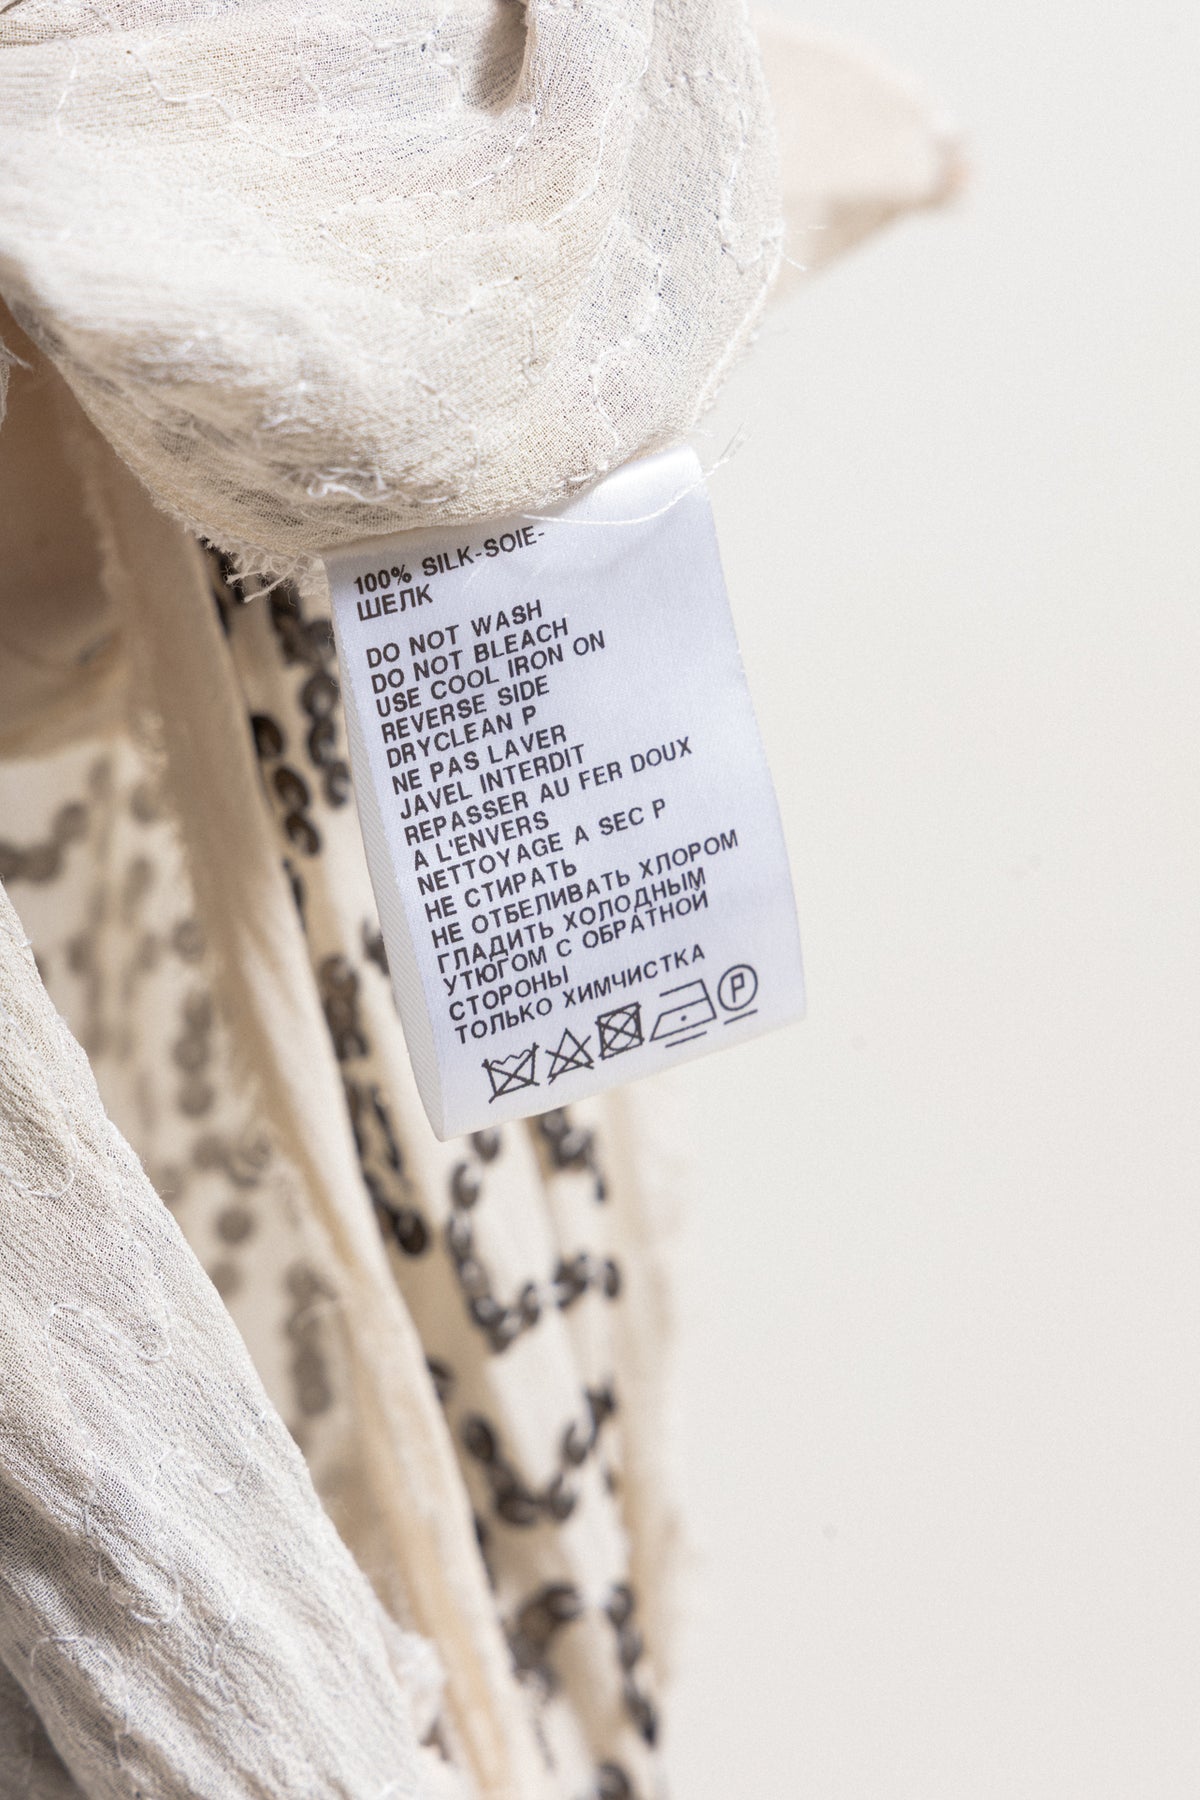 100% SILK-SOIE-
ШЕЛК
DO NOT WASH
DO NOT BLEACH
USE COOL IRON ON
REVERSE SIDE
DRYCLEAN P
NE PAS LAVER
JAVEL INTERDIT
REPASSER AU FER DOUX
A L'ENVERS
NETTOYAGE A SEC P
НЕ СТИРАТЬ
НЕ ОТБЕЛИВАТЬ ХЛОРОМ
ГЛАДИТЬ ХОЛОДНЫМ
УТЮГОМ С ОБРАТНОЙ
СТОРОНЫ
ТОЛЬКО ХИМЧИСТКА
P